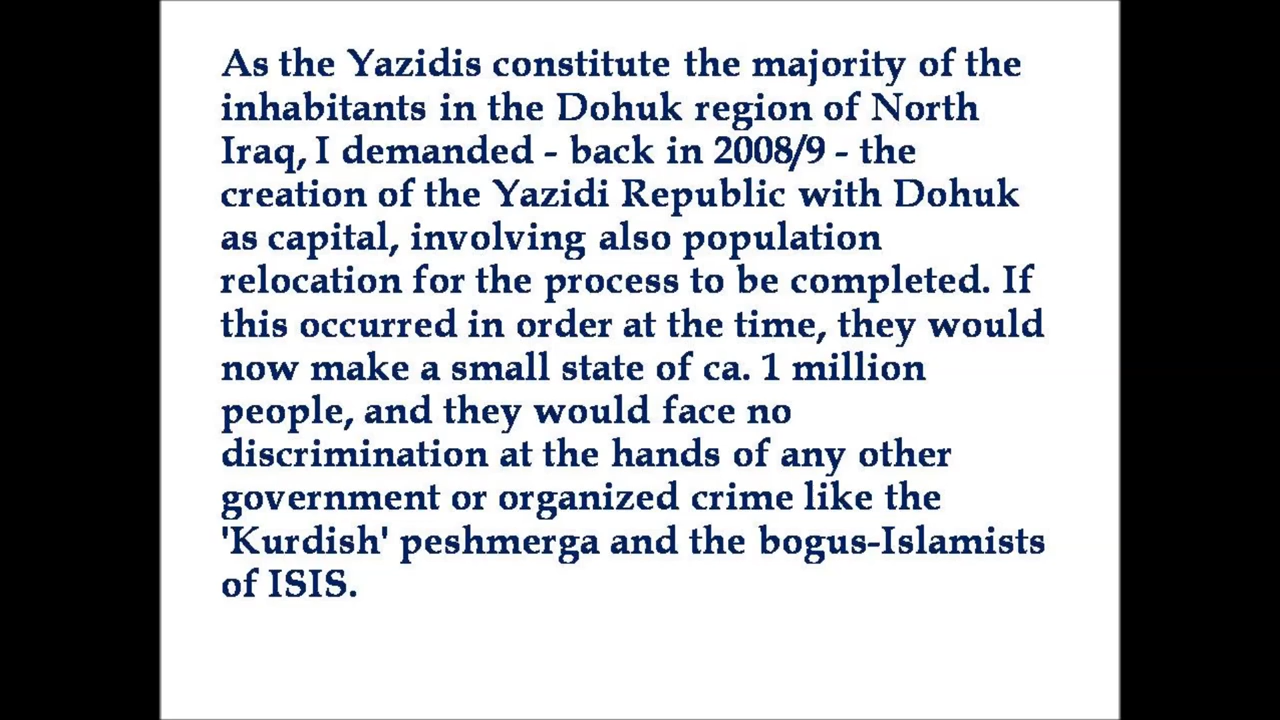 As the Yazidis constitute the majority of the
inhabitants in the Dohuk region of North
Iraq, I demanded - back in 2008/9 - the
creation of the Yazidi Republic with Dohuk
as capital, involving also population
relocation for the process to be completed. If
this occurred in order at the time, they would
now make a small state of ca. 1 million
people, and they would face no
discrimination at the hands of any other
government or organized crime like the
'Kurdish' peshmerga and the bogus-Islamists
of ISIS.